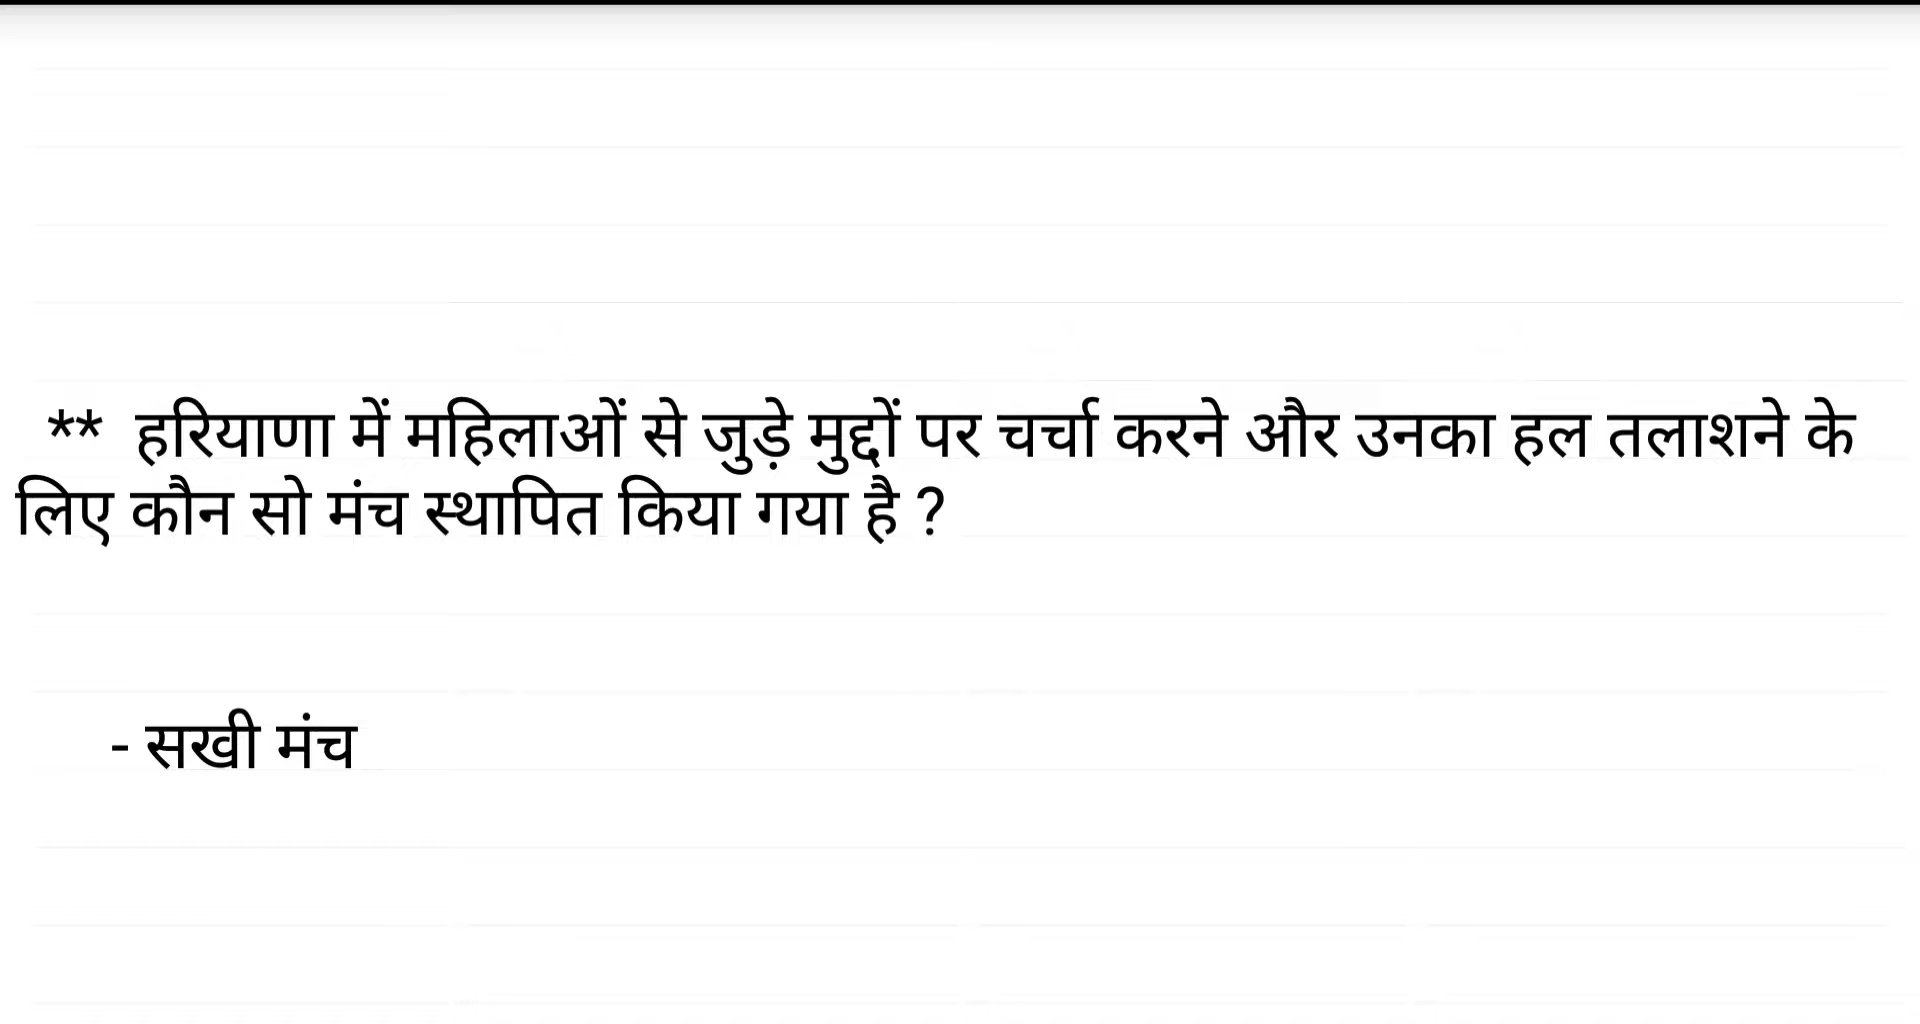 ** हरियाणा में महिलाओं से जुड़े मुद्दों पर चर्चा करने और उनका हल तलाशने के
लिए कौन सो मंच स्थापित किया गया है ?
- सखी मंच